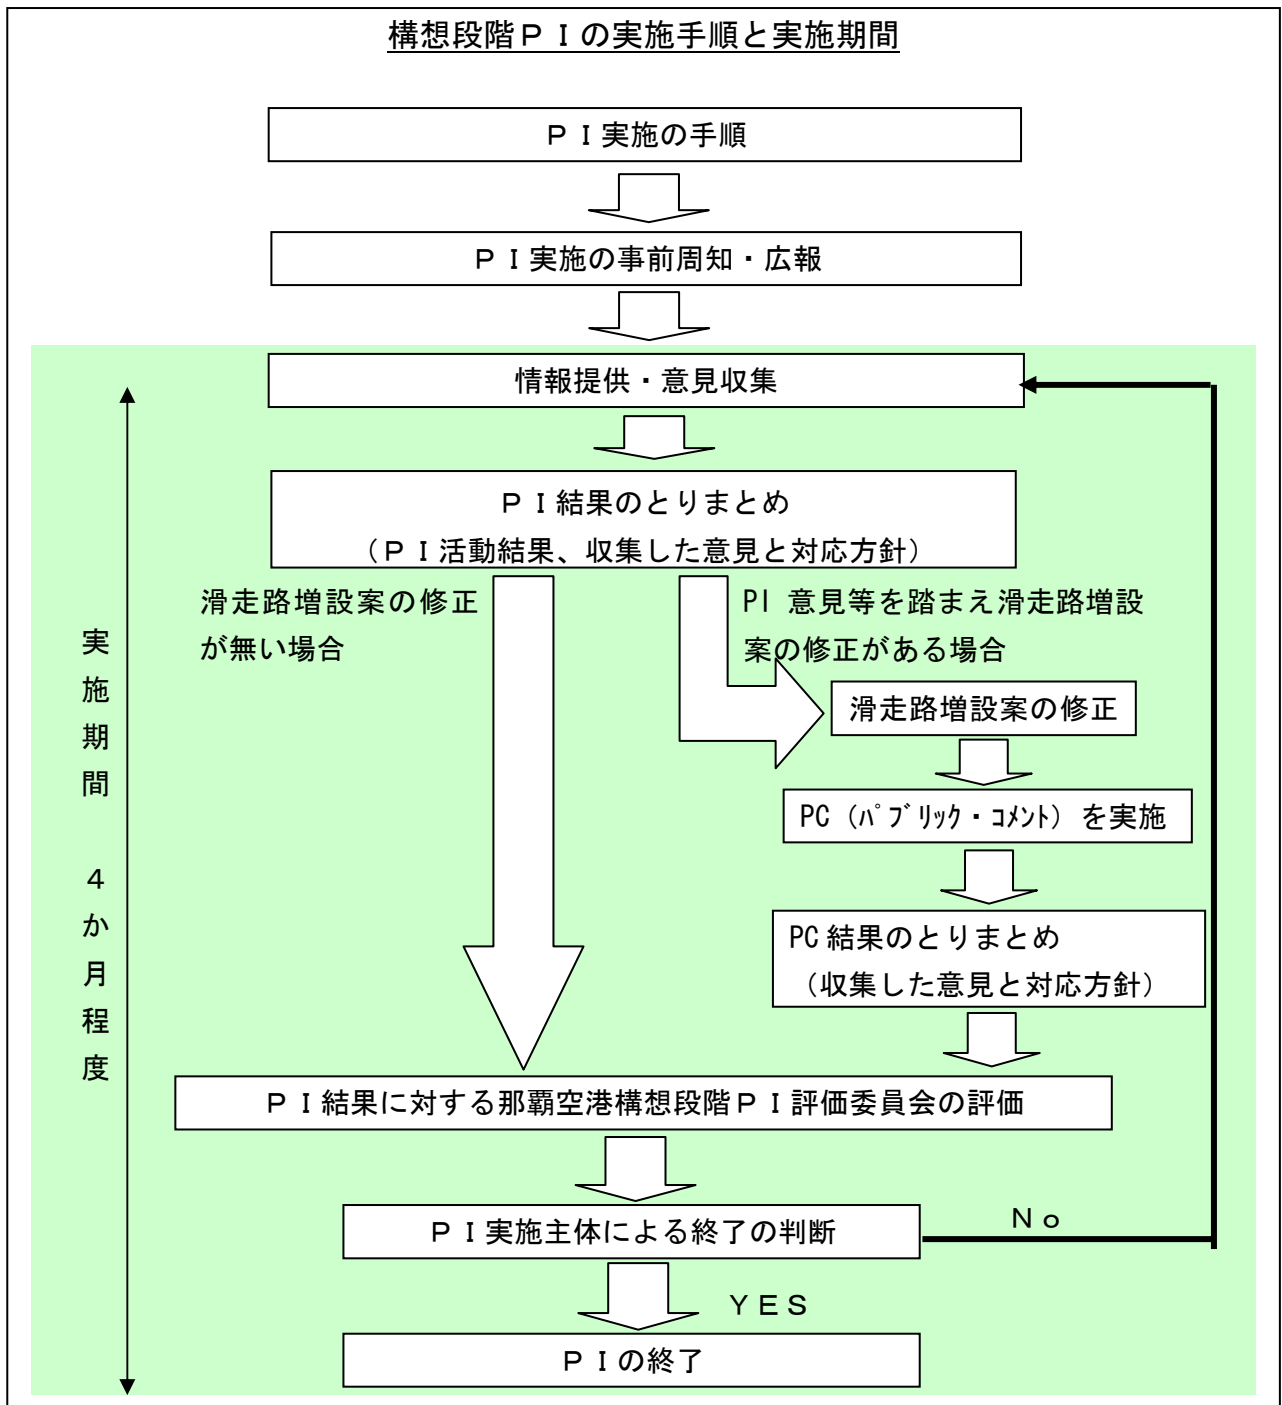 構想段階ＰＩの実施手順と実施期間
ＰＩ実施の手順
ＰＩ実施の事前周知・広報
情報提供・意見収集
ＰＩ結果のとりまとめ
（ＰＩ活動結果、収集した意見と対応方針）
滑走路増設案の修正
が無い場合
PI 意見等を踏まえ滑走路増設
案の修正がある場合
滑走路増設案の修正
PC（ﾊﾟﾌﾞﾘｯｸ・ｺﾒﾝﾄ）を実施
PC 結果のとりまとめ
（収集した意見と対応方針）
ＰＩ結果に対する那覇空港構想段階ＰＩ評価委員会の評価
ＰＩ実施主体による終了の判断
Ｎｏ
ＹＥＳ
ＰＩの終了
実施期間　４か月程度